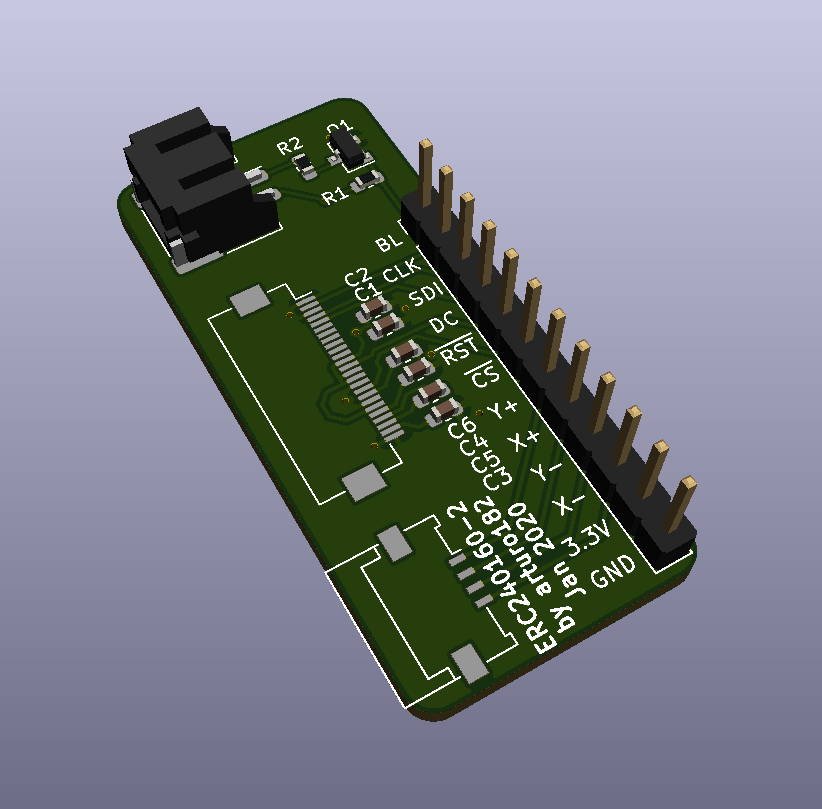 R2
R1
BL
C2
CLK
C1
SDI
DC
RST
CS
Y+
C6
X+
C4
Y-
C5
X-
C3
3.3V
GND
ERC240160-2
by arturo182
Jan 2020